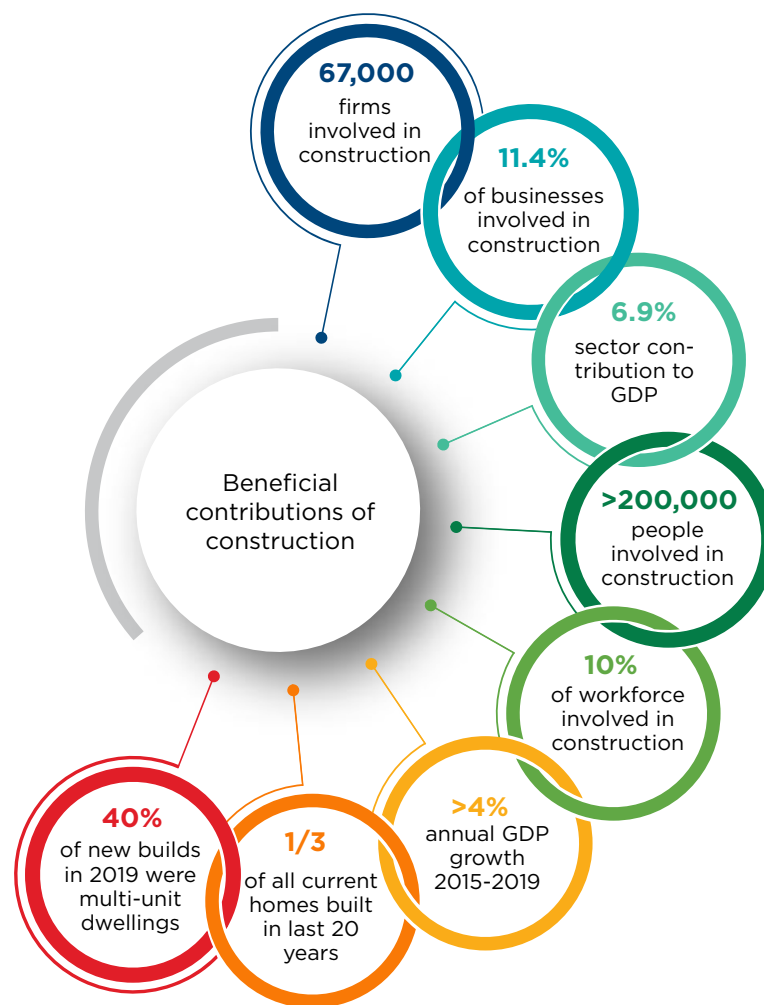 67,000
firms
involved in
construction
11.4%
of businesses
involved in
construction
6.9%
sector con-
tribution to
GDP
>200,000
people
involved in
construction
10%
of workforce
involved in
construction
>4%
annual GDP
growth
2015-2019
1/3
of all current
homes built
in last 20
years
40%
of new builds
in 2019 were
multi-unit
dwellings
Beneficial
contributions of
construction